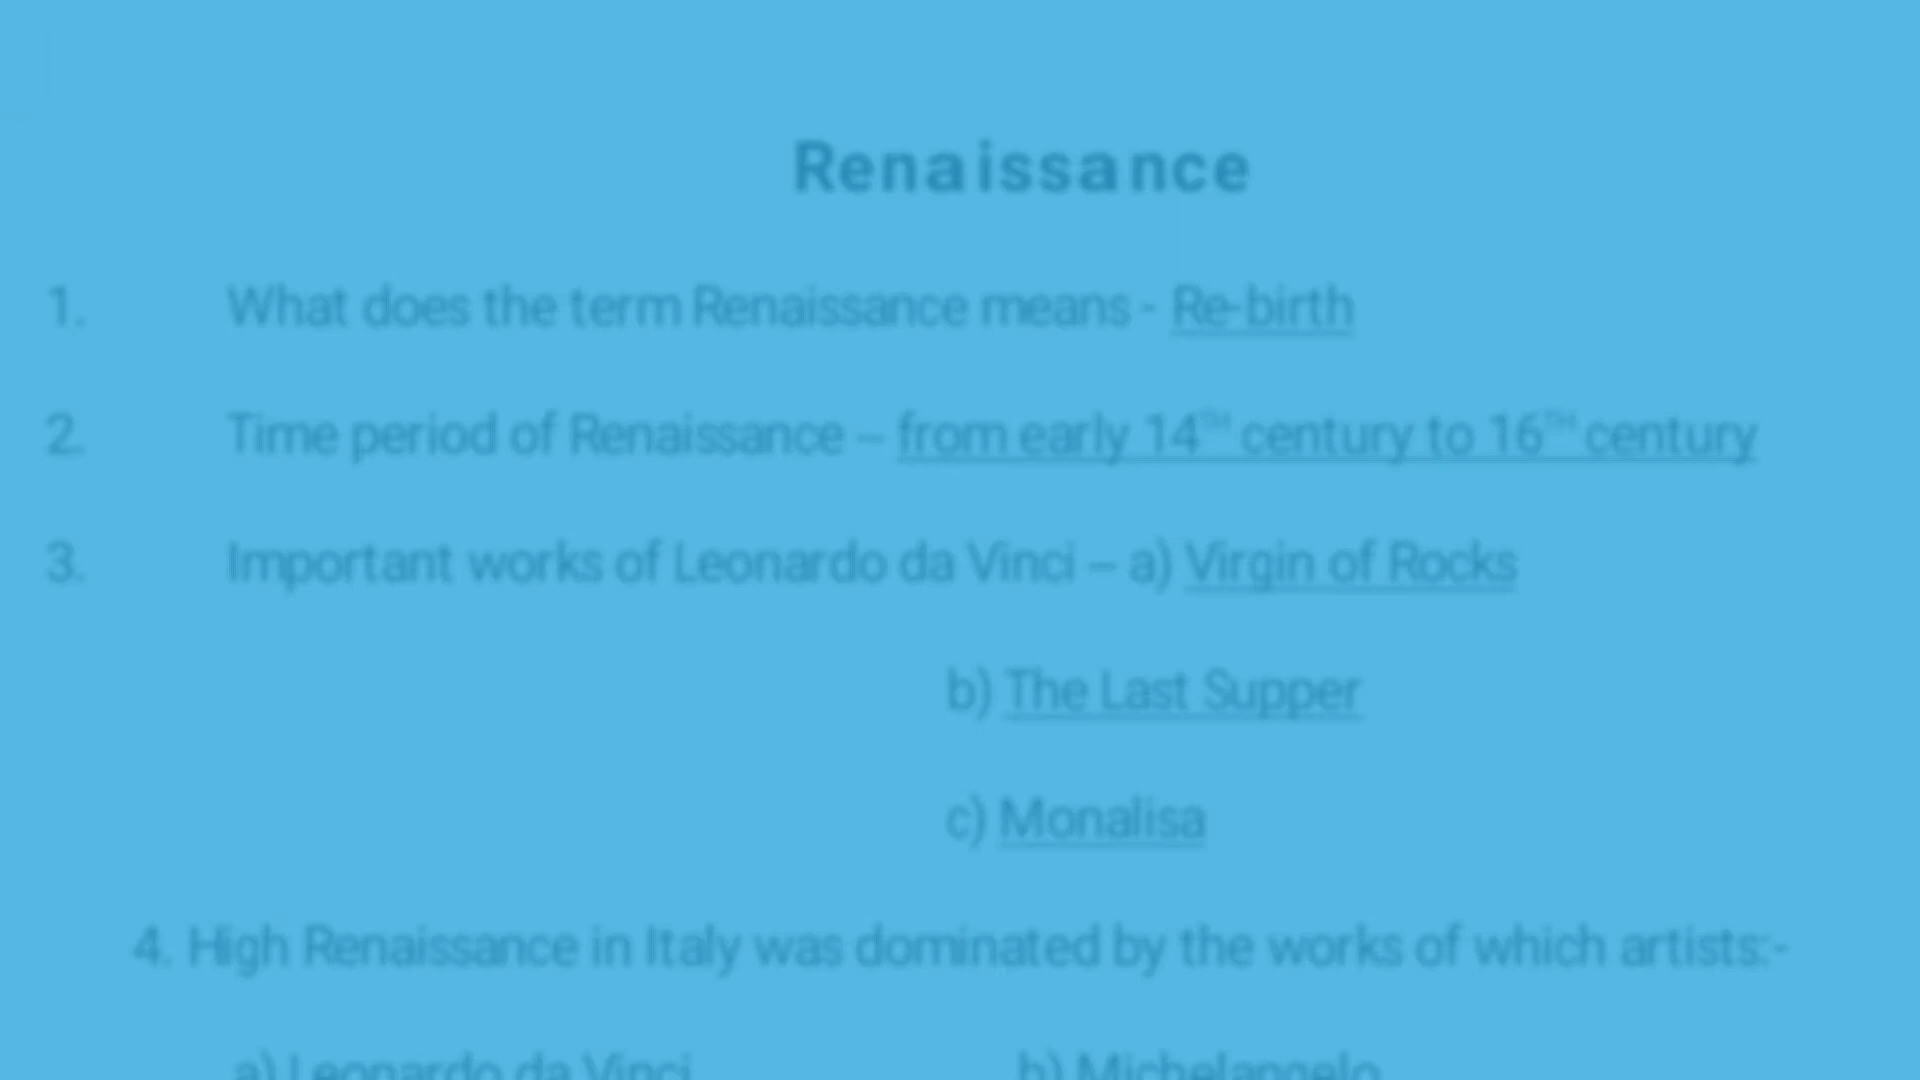 Renaissance
1. What does the term Renaissance means - Re-birth
2. Time period of Renaissance – from early 14TH century to 16TH century
3. Important works of Leonardo da Vinci – a) Virgin of Rocks
b) The Last Supper
c) Monalisa
4. High Renaissance in Italy was dominated by the works of which artists:-
a) Leonardo da Vinci b) Michelangelo